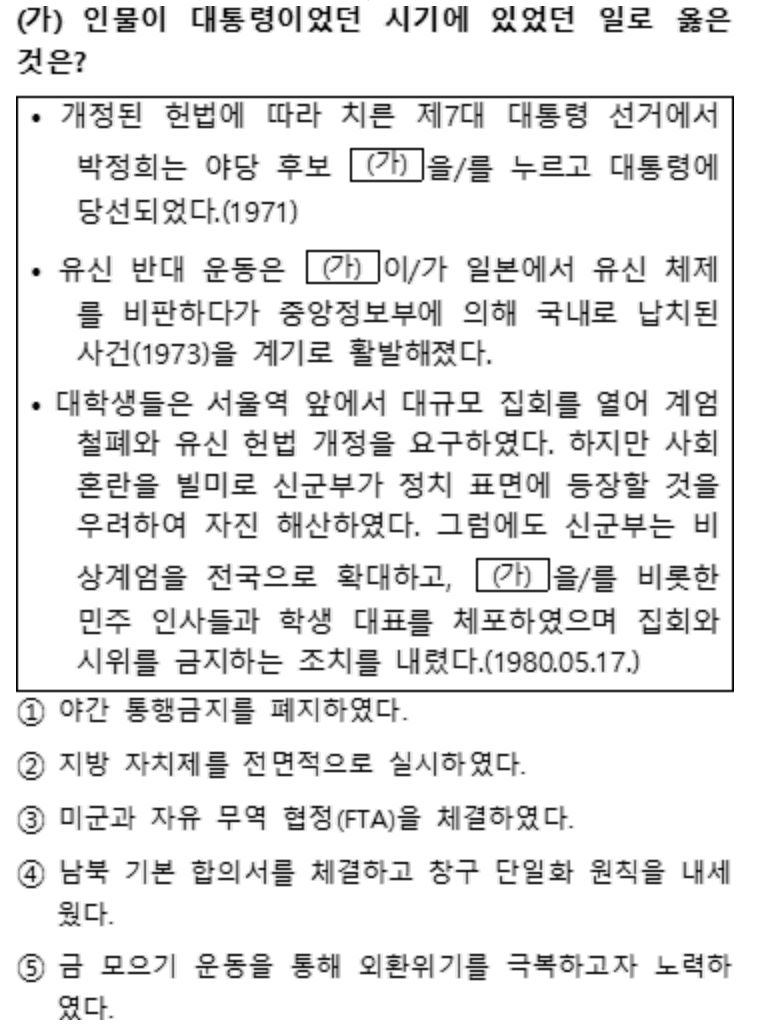 (가) 인물이 대통령이었던 시기에 있었던 일로 옳은
것은?
• 개정된 헌법에 따라 치른 제7대 대통령 선거에서
박정희는 야당 후보 (가) 을/를 누르고 대통령에
당선되었다.(1971)
• 유신 반대 운동은 (가) 이/가 일본에서 유신 체제
를 비판하다가 중앙정보부에 의해 국내로 납치된
사건(1973)을 계기로 활발해졌다.
• 대학생들은 서울역 앞에서 대규모 집회를 열어 계엄
철폐와 유신 헌법 개정을 요구하였다. 하지만 사회
혼란을 빌미로 신군부가 정치 표면에 등장할 것을
우려하여 자진 해산하였다. 그럼에도 신군부는 비
상계엄을 전국으로 확대하고, (가) 을/를 비롯한
민주 인사들과 학생 대표를 체포하였으며 집회와
시위를 금지하는 조치를 내렸다.(1980.05.17.)
① 야간 통행금지를 폐지하였다.
② 지방 자치제를 전면적으로 실시하였다.
③ 미군과 자유 무역 협정(FTA)을 체결하였다.
④ 남북 기본 합의서를 체결하고 창구 단일화 원칙을 내세
웠다.
⑤ 금 모으기 운동을 통해 외환위기를 극복하고자 노력하
였다.